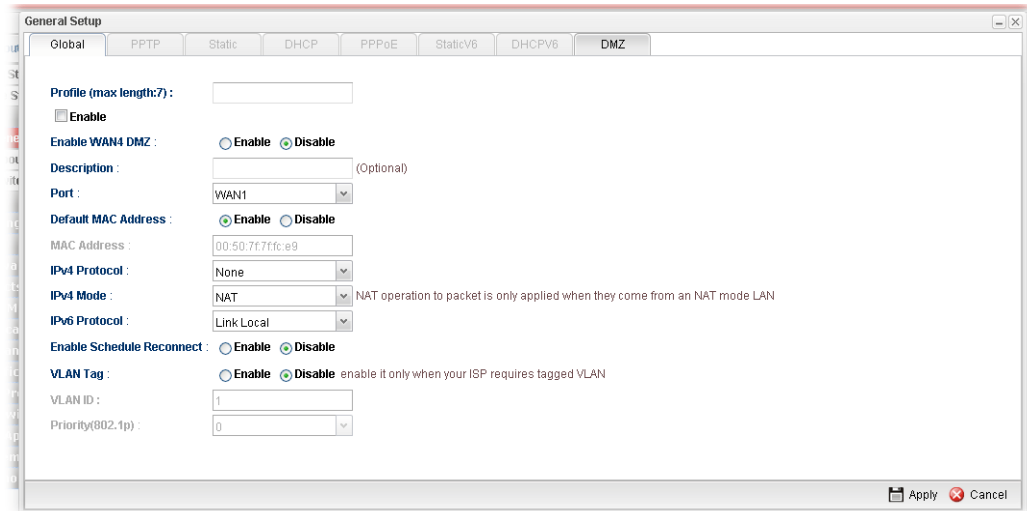 General Setup
Global PPTP Static DHCP PPPoE StaticV6 DHCPV6 DMZ
Profile (max length:7) :
Enable
Enable WAN4 DMZ : Enable Disable
Description : (Optional)
Port : WAN1
Default MAC Address : Enable Disable
MAC Address : 00:50:7f:7f:fc:e9
IPv4 Protocol : None
IPv4 Mode : NAT NAT operation to packet is only applied when they come from an NAT mode LAN
IPv6 Protocol : Link Local
Enable Schedule Reconnect : Enable Disable
VLAN Tag : Enable Disable enable it only when your ISP requires tagged VLAN
VLAN ID : 1
Priority(802.1p) : 0
Apply Cancel